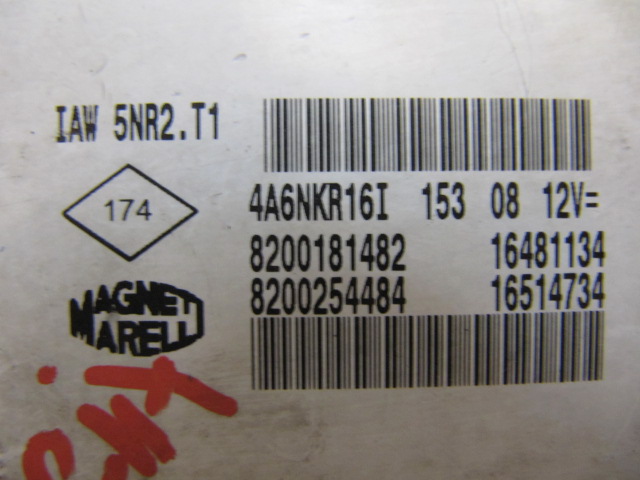 IAW 5NR2.T1
174
4A6NKR16I 153 08 12V=
8200181482 16481134
8200254484 16514734
MAGNETI
MARELLI